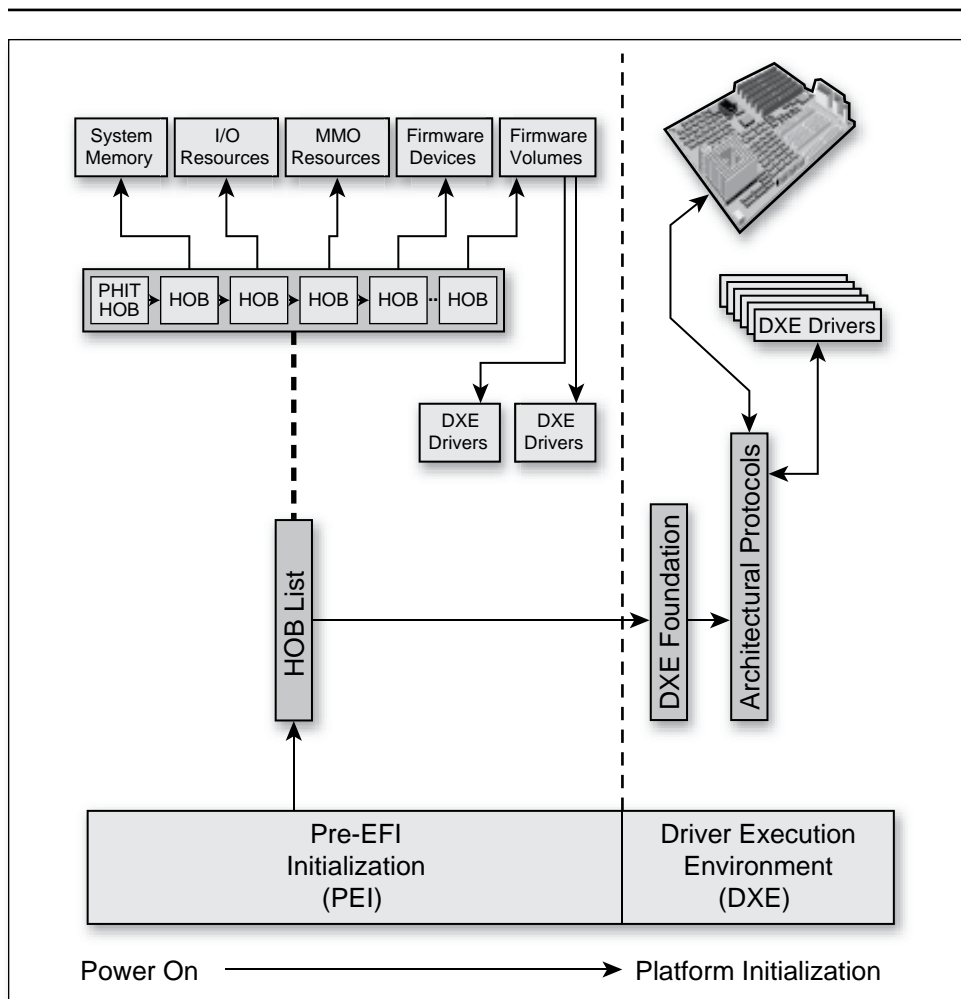 System
Memory
I/O
Resources
MMO
Resources
Firmware
Devices
Firmware
Volumes
PHIT
HOB
HOB
HOB
HOB
HOB
HOB
DXE Drivers
DXE
Drivers
DXE
Drivers
HOB List
DXE Foundation
Architectural Protocols
Pre-EFI
Initialization
(PEI)
Driver Execution
Environment
(DXE)
Power On
Platform Initialization